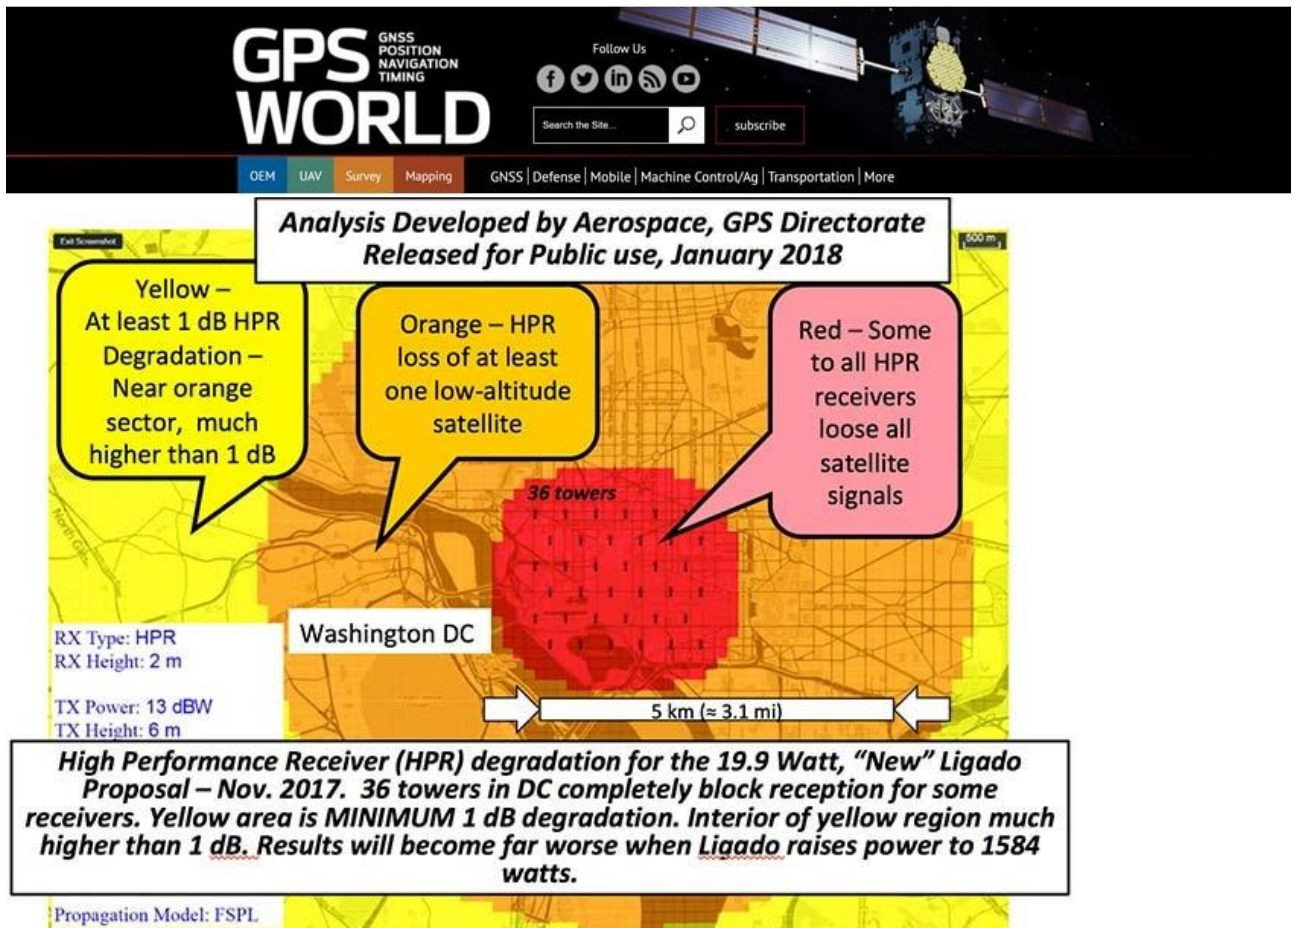 GPS
GNSS
POSITION
NAVIGATION
TIMING
WORLD
Follow Us
Search the Site...
subscribe
OEM
UAV
Survey
Mapping
GNSS | Defense | Mobile | Machine Control/Ag | Transportation | More
Analysis Developed by Aerospace, GPS Directorate
Released for Public use, January 2018
Exit Screenshot
500 m
Yellow –
At least 1 dB HPR
Degradation –
Near orange
sector, much
higher than 1 dB
Orange – HPR
loss of at least
one low-altitude
satellite
Red – Some
to all HPR
receivers
loose all
satellite
signals
36 towers
Washington DC
5 km (≈ 3.1 mi)
RX Type: HPR
RX Height: 2 m
TX Power: 13 dBW
TX Height: 6 m
High Performance Receiver (HPR) degradation for the 19.9 Watt, “New” Ligado
Proposal – Nov. 2017. 36 towers in DC completely block reception for some
receivers. Yellow area is MINIMUM 1 dB degradation. Interior of yellow region much
higher than 1 dB. Results will become far worse when Ligado raises power to 1584
watts.
Propagation Model: FSPL